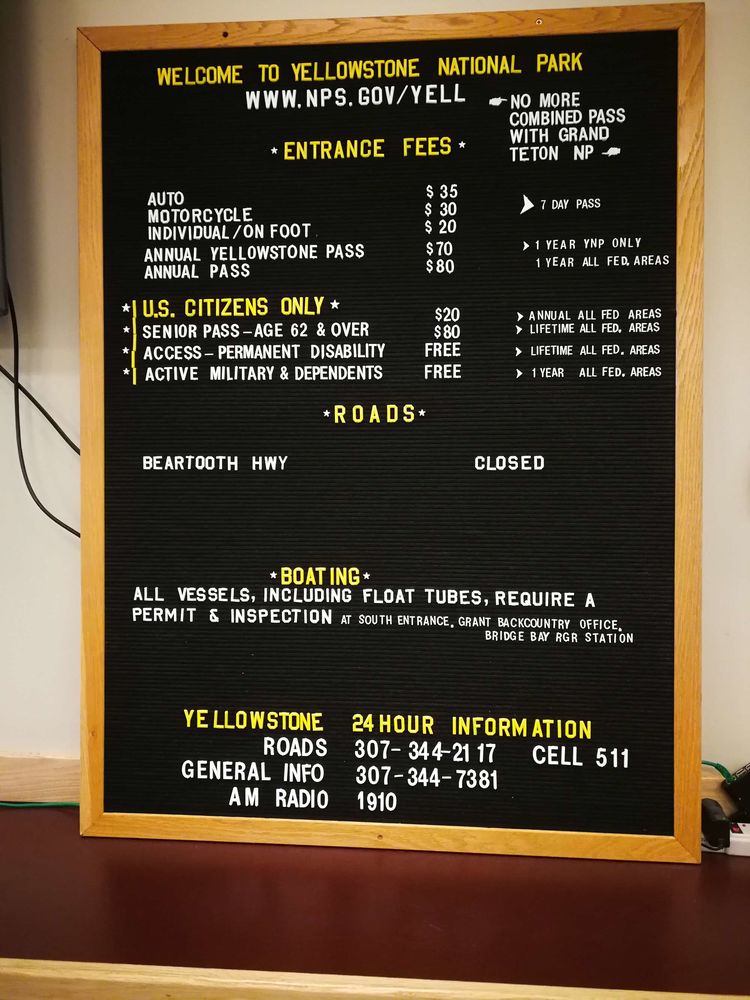 WELCOME TO YELLOWSTONE NATIONAL PARK
WWW.NPS.GOV/YELL
NO MORE
COMBINED PASS
WITH GRAND
TETON NP
*ENTRANCE FEES*
AUTO $35
MOTORCYCLE $30
INDIVIDUAL/ON FOOT $20
7 DAY PASS
ANNUAL YELLOWSTONE PASS $70 1 YEAR YNP ONLY
ANNUAL PASS $80 1 YEAR ALL FED. AREAS
*U.S. CITIZENS ONLY* $20 ANNUAL ALL FED AREAS
*SENIOR PASS-AGE 62 & OVER $80 LIFETIME ALL FED. AREAS
*ACCESS-PERMANENT DISABILITY FREE LIFETIME ALL FED. AREAS
*ACTIVE MILITARY & DEPENDENTS FREE 1 YEAR ALL FED. AREAS
*ROADS*
BEARTOOTH HWY CLOSED
*BOATING*
ALL VESSELS, INCLUDING FLOAT TUBES, REQUIRE A
PERMIT & INSPECTION AT SOUTH ENTRANCE, GRANT BACKCOUNTRY OFFICE,
BRIDGE BAY RGR STATION
YELLOWSTONE 24 HOUR INFORMATION
ROADS 307-344-2117 CELL 511
GENERAL INFO 307-344-7381
AM RADIO 1910